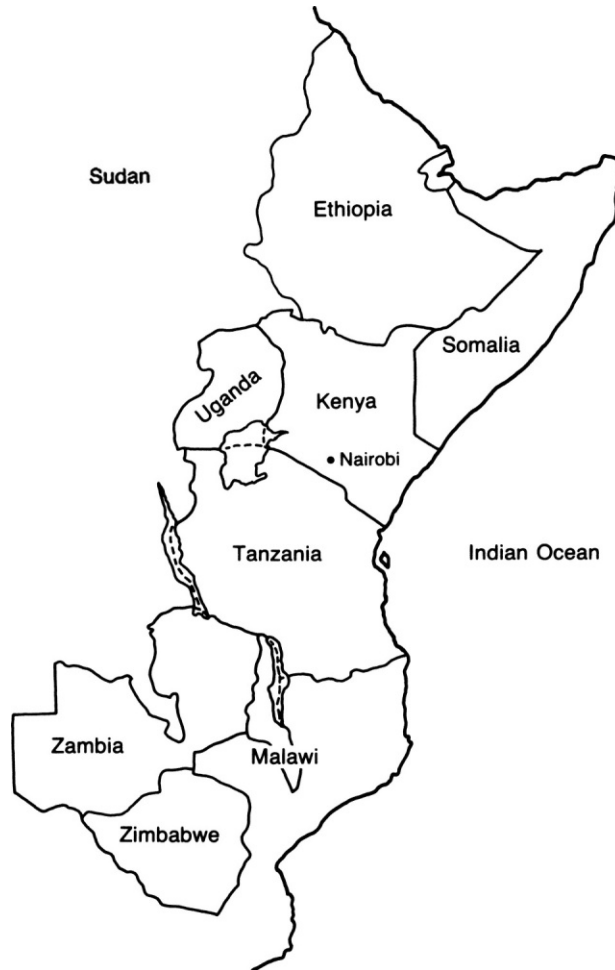 Sudan
Ethiopia
Somalia
Uganda
Kenya
Nairobi
Tanzania
Indian Ocean
Zambia
Malawi
Zimbabwe